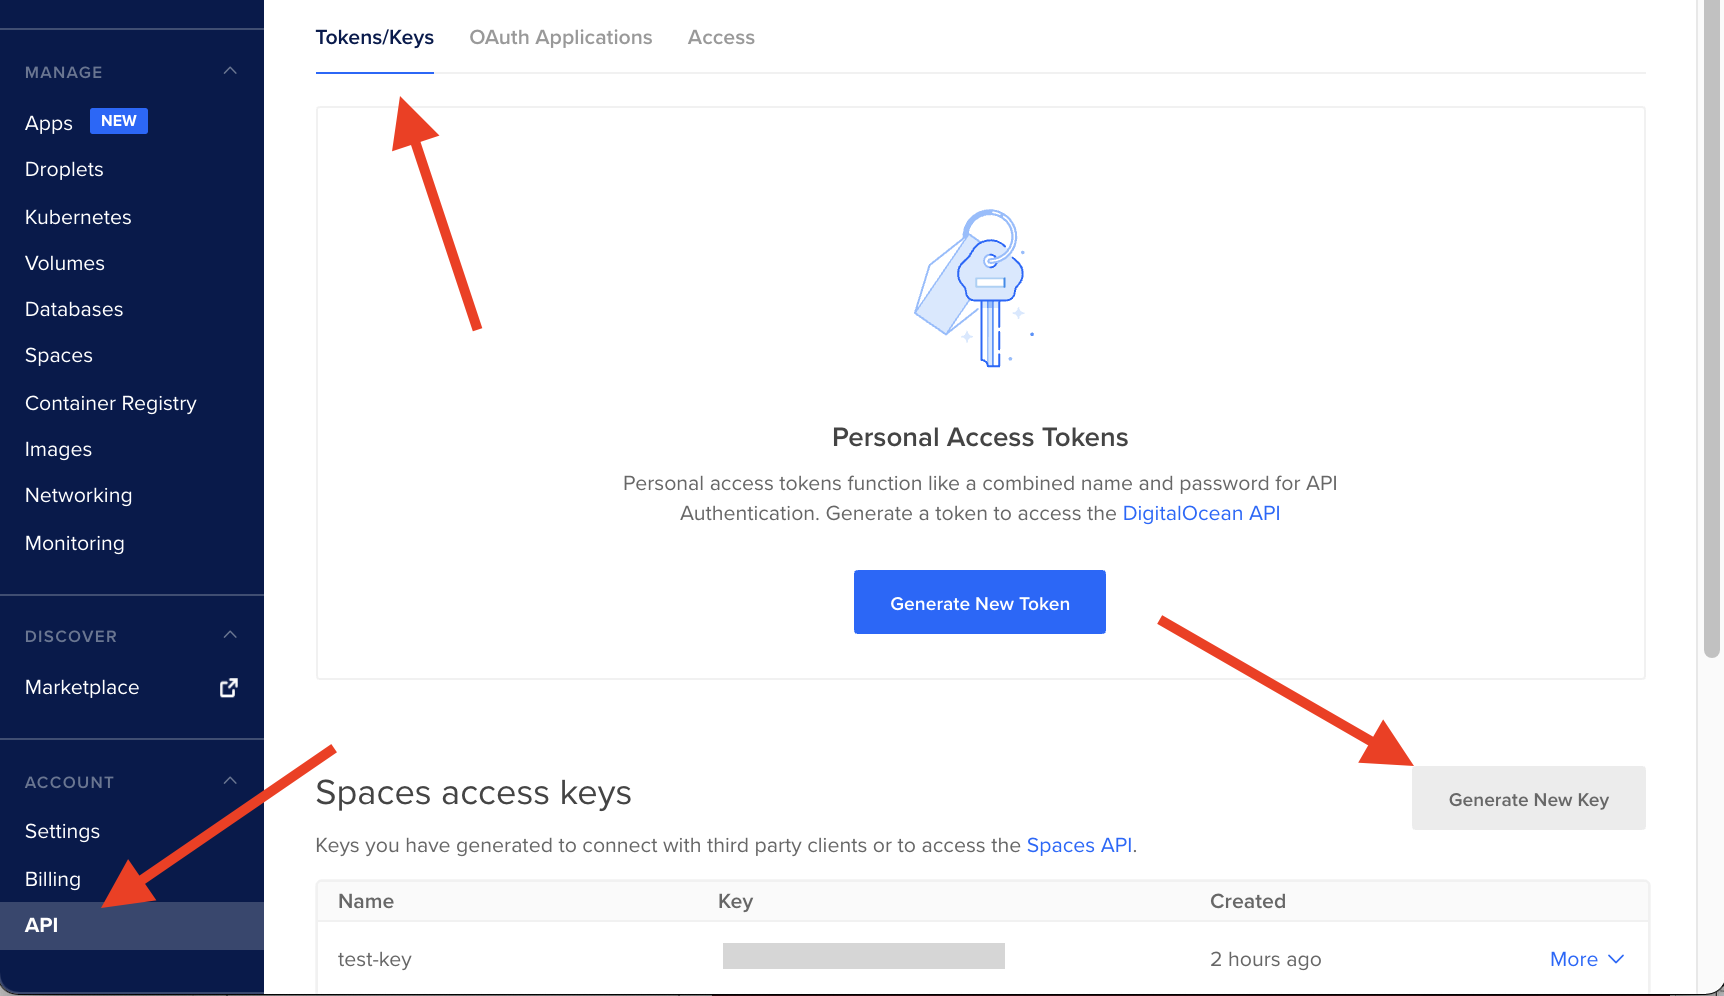 MANAGE
Apps NEW
Droplets
Kubernetes
Volumes
Databases
Spaces
Container Registry
Images
Networking
Monitoring
DISCOVER
Marketplace
ACCOUNT
Settings
Billing
API
Tokens/Keys OAuth Applications Access
Personal Access Tokens
Personal access tokens function like a combined name and password for API
Authentication. Generate a token to access the DigitalOcean API
Generate New Token
Spaces access keys
Generate New Key
Keys you have generated to connect with third party clients or to access the Spaces API.
Name Key Created
test-key 2 hours ago More